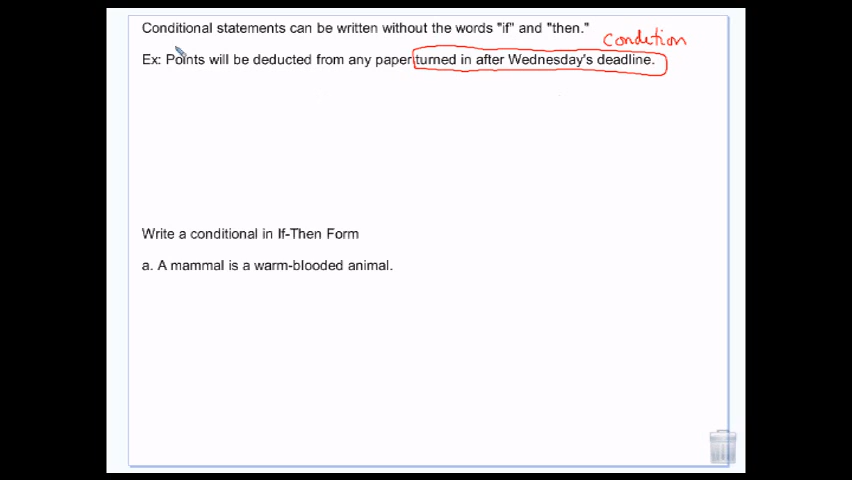 Conditional statements can be written without the words "if" and "then."
condition
Ex: Points will be deducted from any paper turned in after Wednesday's deadline.
Write a conditional in If-Then Form
a. A mammal is a warm-blooded animal.